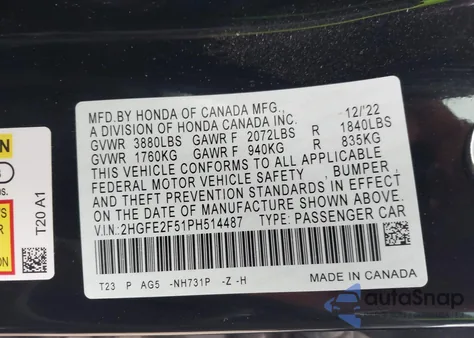 MFD.BY HONDA OF CANADA MFG.,
A DIVISION OF HONDA CANADA INC. 12/'22
GVWR 3880LBS GAWR F 2072LBS R 1840LBS
GVWR 1760KG GAWR F 940KG R 835KG
THIS VEHICLE CONFORMS TO ALL APPLICABLE
FEDERAL MOTOR VEHICLE SAFETY, BUMPER,
AND THEFT PREVENTION STANDARDS IN EFFECT
ON THE DATE OF MANUFACTURE SHOWN ABOVE.
V.I.N:2HGFE2F51PH514487 TYPE: PASSENGER CAR
T23 P AG5 -NH731P -Z -H MADE IN CANADA
T20 A1
autoSnap